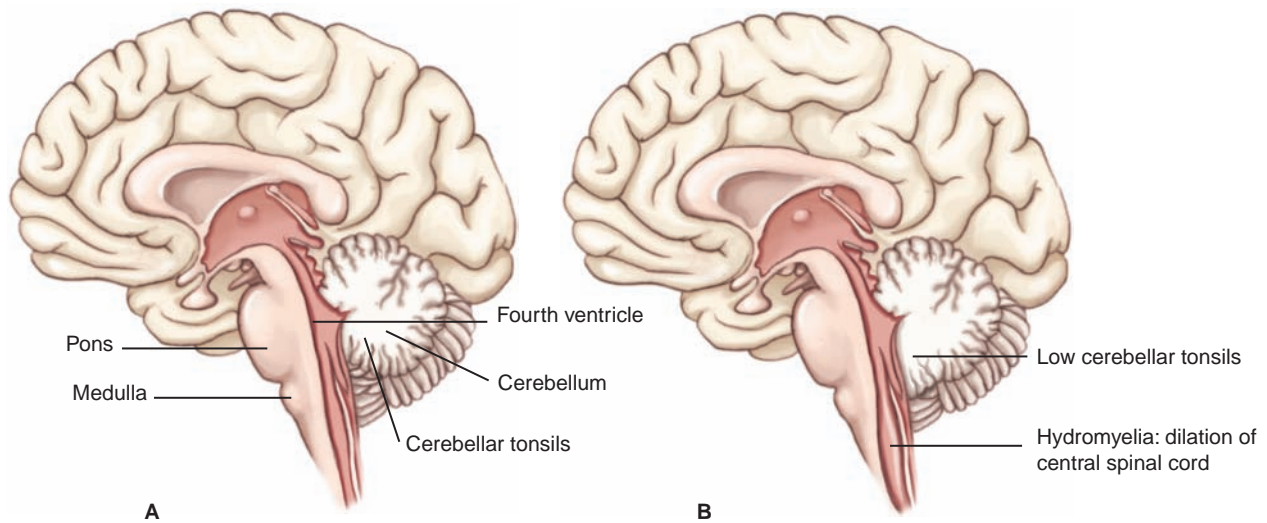 Fourth ventricle
Pons
Cerebellum
Medulla
Cerebellar tonsils
A
Low cerebellar tonsils
Hydromyelia: dilation of
central spinal cord
B